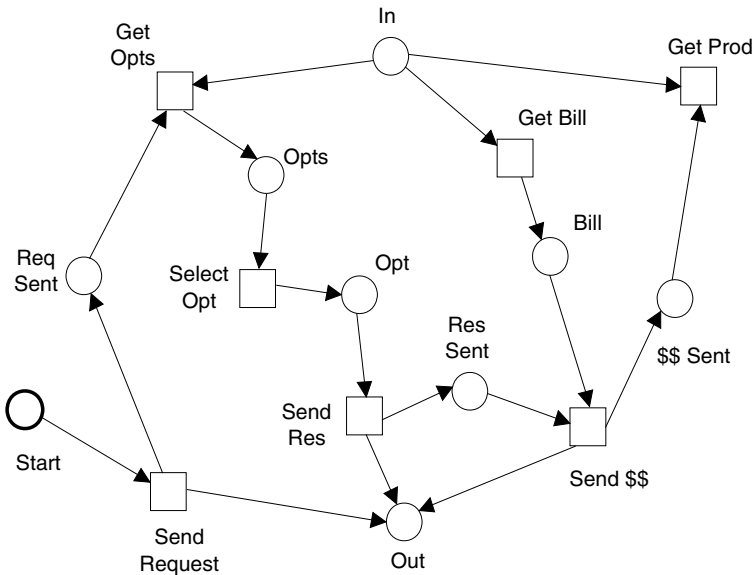 In
Get
Opts
Get Prod
Get Bill
Opts
Bill
Req
Sent
Select
Opt
Opt
Res
Sent
$$ Sent
Send
Res
Start
Send $$
Send
Request
Out